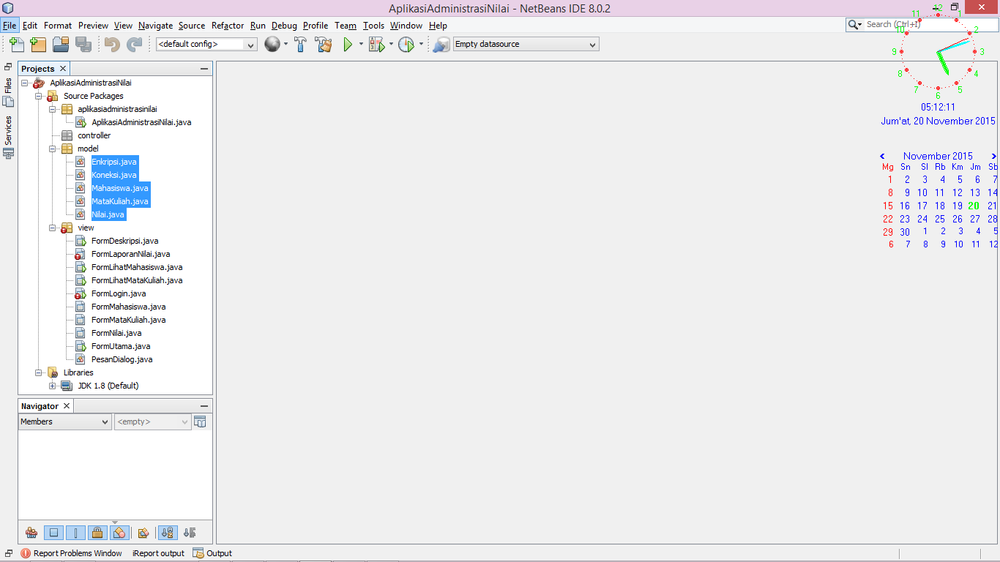 AplikasiAdministrasiNilai - NetBeans IDE 8.0.2
File Edit Format Preview View Navigate Source Refactor Run Debug Profile Team Tools Window Help
Search (Ctrl+I)
<default config>
Empty datasource
Files
Services
Projects
AplikasiAdministrasiNilai
Source Packages
aplikasiadministrasinilai
AplikasiAdministrasiNilai.java
controller
model
Enkripsi.java
Koneksi.java
Mahasiswa.java
MataKuliah.java
Nilai.java
view
FormDeskripsi.java
FormLaporanNilai.java
FormLihatMahasiswa.java
FormLihatMataKuliah.java
FormLogin.java
FormMahasiswa.java
FormMataKuliah.java
FormNilai.java
FormUtama.java
PesanDialog.java
Libraries
JDK 1.8 (Default)
Navigator
Members
<empty>
12
11 1
10 2
9 3
8 4
7 5
6
05:12:11
Jum'at, 20 November 2015
< November 2015 >
Mg Sn Sl Rb Km Jm Sb
1 2 3 4 5 6 7
8 9 10 11 12 13 14
15 16 17 18 19 20 21
22 23 24 25 26 27 28
29 30 1 2 3 4 5
6 7 8 9 10 11 12
Report Problems Window iReport output Output